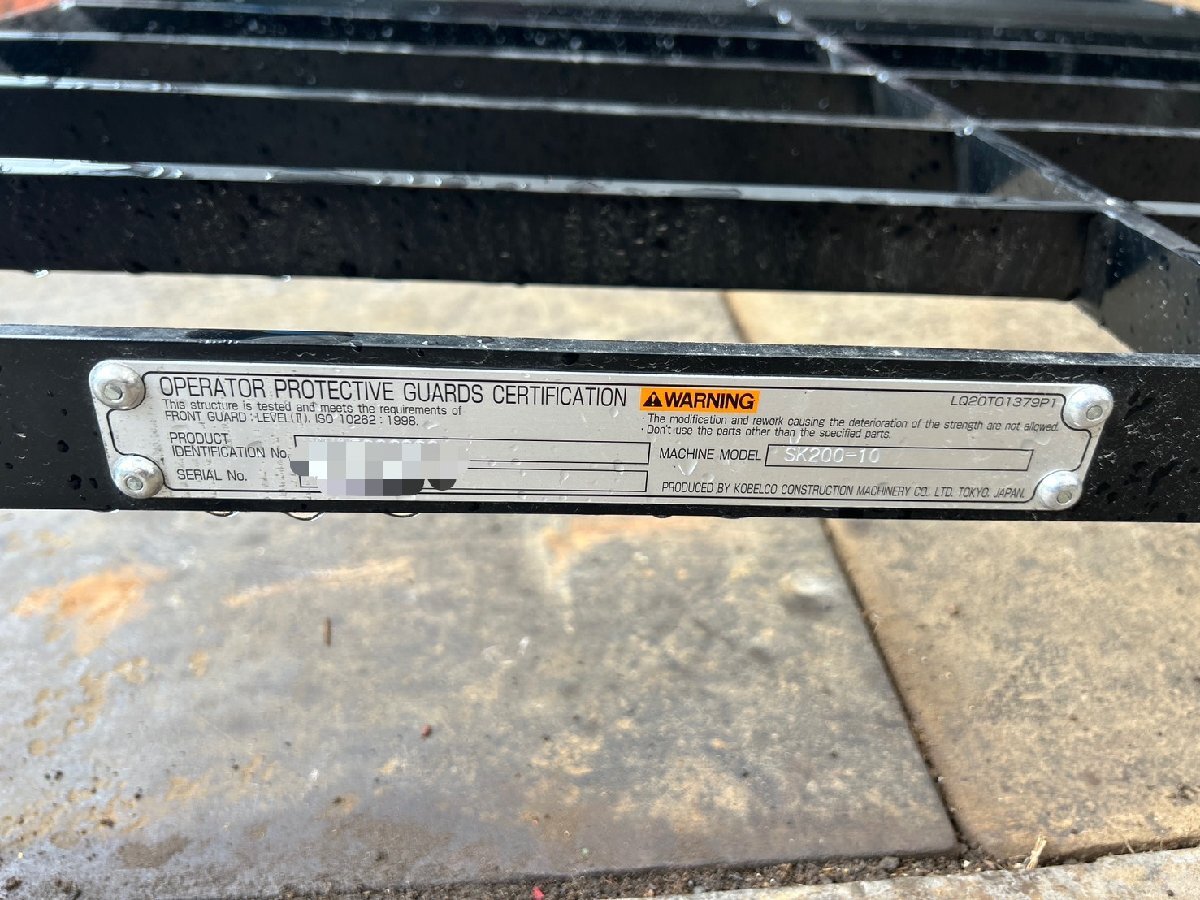 OPERATOR PROTECTIVE GUARDS CERTIFICATION
This structure is tested and meets the requirements of
FRONT GUARD :LEVEL(II), ISO 10262 : 1998.
PRODUCT
IDENTIFICATION No.
SERIAL No.
WARNING
LQ20T01379P1
· The modification and rework causing the deterioration of the strength are not allowed.
· Don't use the parts other than the specified parts.
MACHINE MODEL SK200-10
PRODUCED BY KOBELCO CONSTRUCTION MACHINERY CO., LTD. TOKYO, JAPAN.